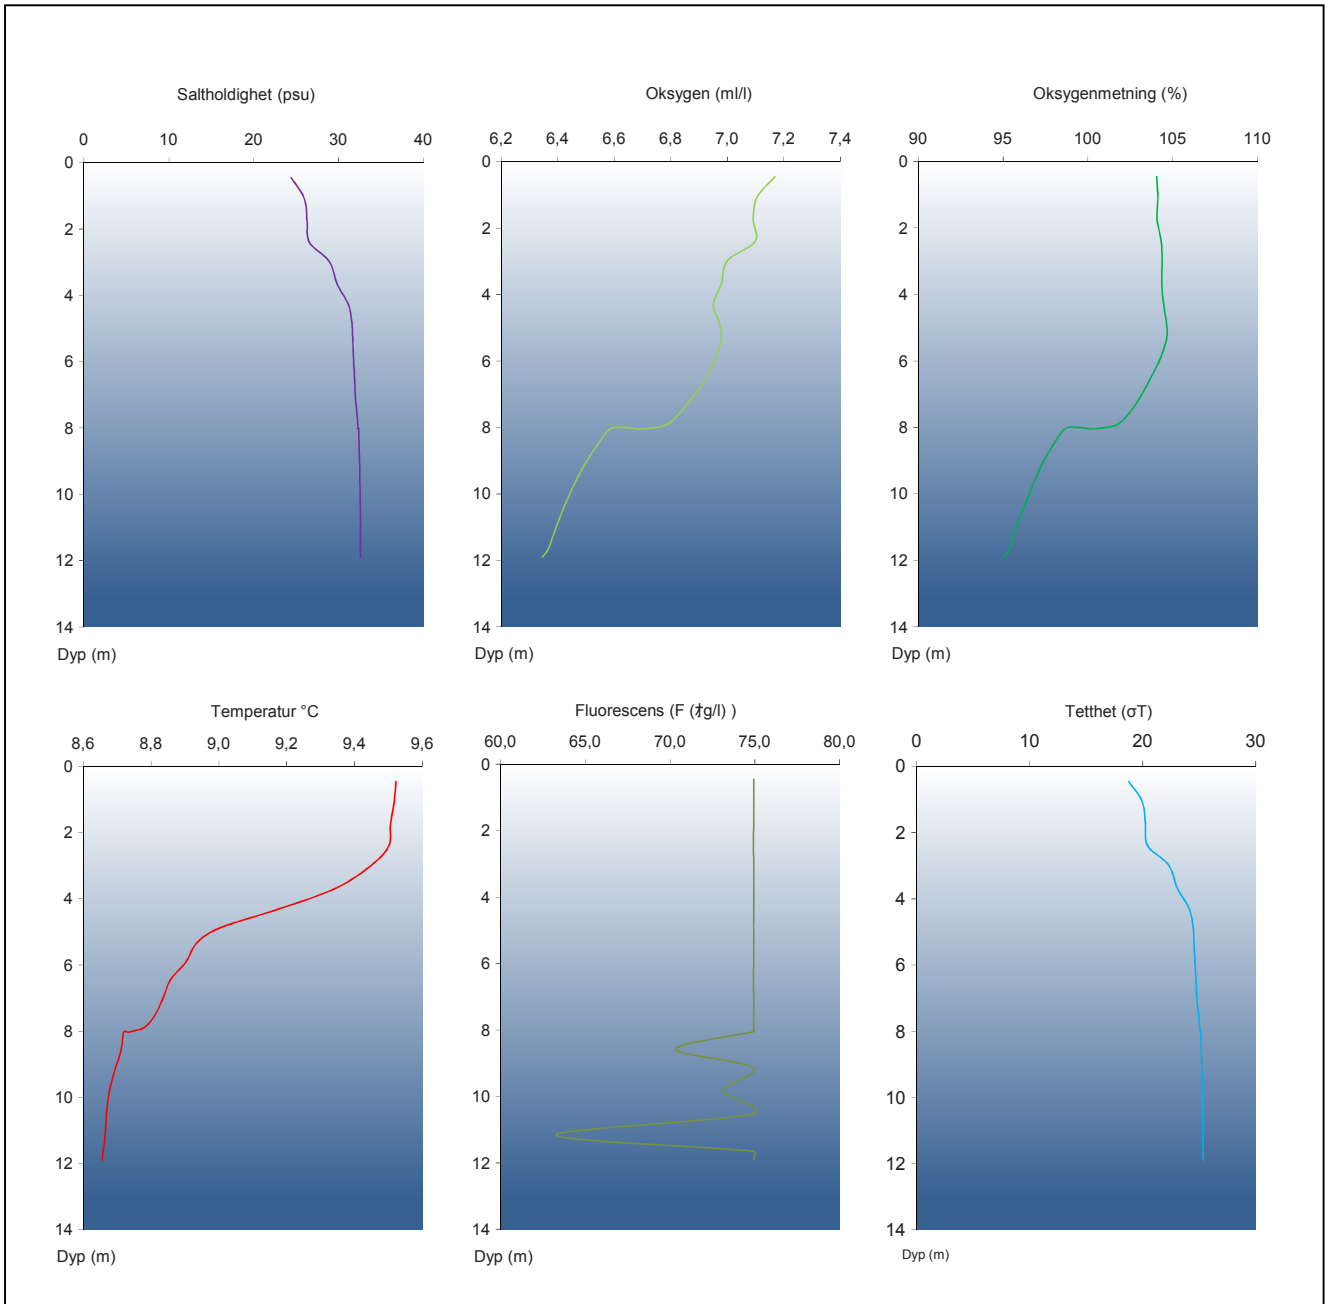 Saltholdighet (psu)
0 10 20 30 40
0
2
4
6
8
10
12
14
Dyp (m)
Oksygen (ml/l)
6,2 6,4 6,6 6,8 7,0 7,2 7,4
0
2
4
6
8
10
12
14
Dyp (m)
Oksygenmetning (%)
90 95 100 105 110
0
2
4
6
8
10
12
14
Dyp (m)
Temperatur °C
8,6 8,8 9,0 9,2 9,4 9,6
0
2
4
6
8
10
12
14
Dyp (m)
Fluorescens (F (オg/l) )
60,0 65,0 70,0 75,0 80,0
0
2
4
6
8
10
12
14
Dyp (m)
Tetthet (σT)
0 10 20 30
0
2
4
6
8
10
12
14
Dyp (m)